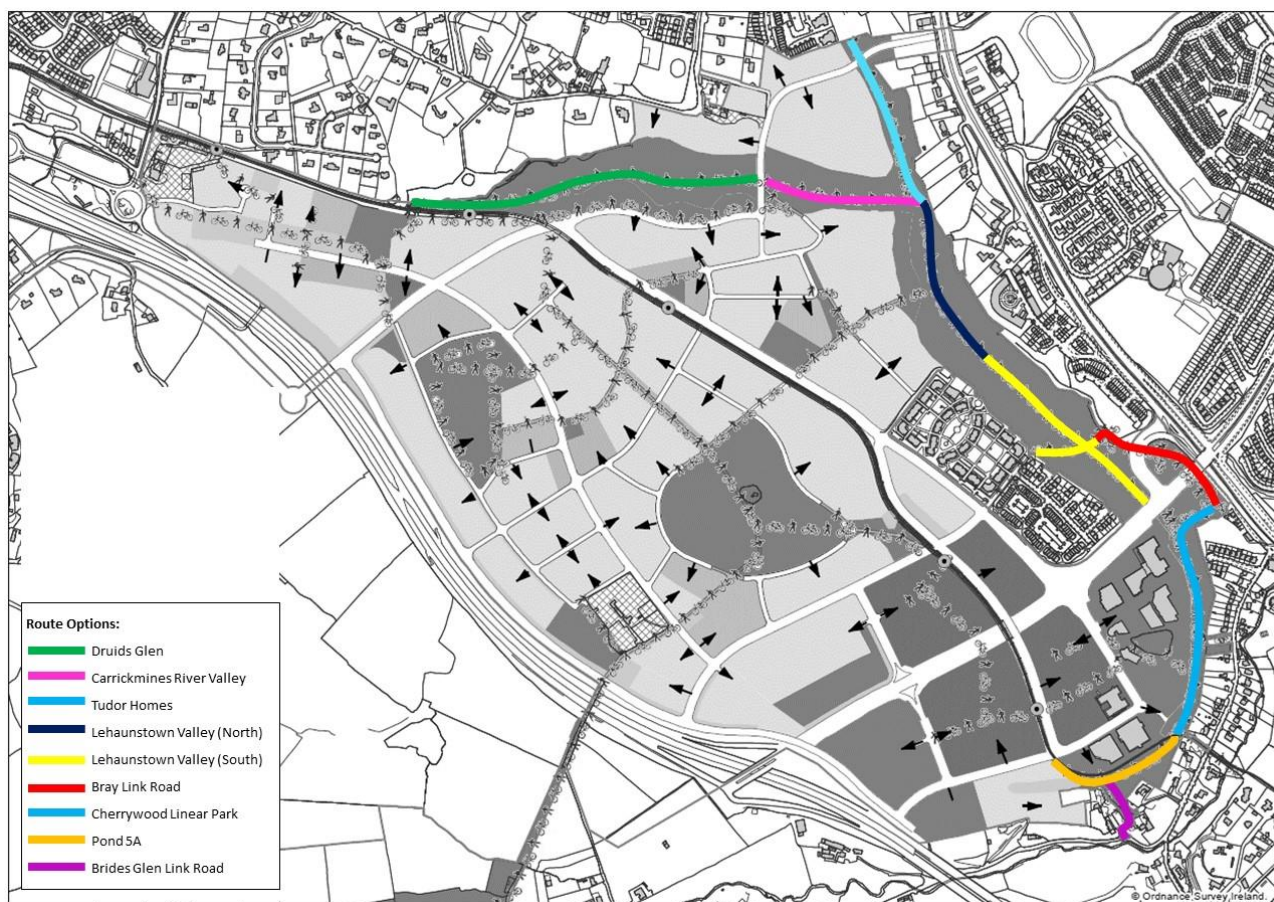 Route Options:
Druids Glen
Carrickmines River Valley
Tudor Homes
Lehaunstown Valley (North)
Lehaunstown Valley (South)
Bray Link Road
Cherrywood Linear Park
Pond 5A
Brides Glen Link Road
© Ordnance Survey Ireland.